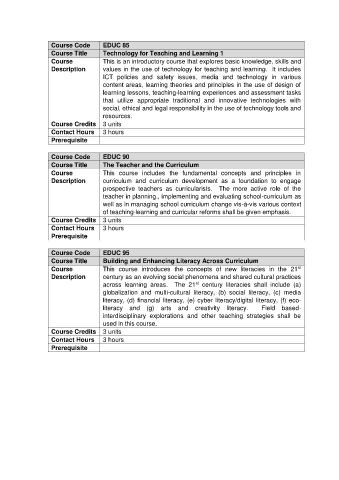 Course Code EDUC 85
Course Title Technology for Teaching and Learning 1
Course This is an introductory course that explores basic knowledge, skills and
Description values in the use of technology for teaching and learning. It includes
ICT policies and safety issues, media and technology in various
content areas, learning theories and principles in the use of design of
learning lessons, teaching-learning experiences and assessment tasks
that utilize appropriate traditional and innovative technologies with
social, ethical and legal responsibility in the use of technology tools and
resources.
Course Credits 3 units
Contact Hours 3 hours
Prerequisite
Course Code EDUC 90
Course Title The Teacher and the Curriculum
Course This course includes the fundamental concepts and principles in
Description curriculum and curriculum development as a foundation to engage
prospective teachers as curricularists. The more active role of the
teacher in planning,, implementing and evaluating school-curriculum as
well as in managing school curriculum change vis-à-vis various context
of teaching-learning and curricular reforms shall be given emphasis.
Course Credits 3 units
Contact Hours 3 hours
Prerequisite
Course Code EDUC 95
Course Title Building and Enhancing Literacy Across Curriculum
Course This course introduces the concepts of new literacies in the 21st
Description century as an evolving social phenomena and shared cultural practices
across learning areas. The 21st century literacies shall include (a)
globalization and multi-cultural literacy, (b) social literacy, (c) media
literacy, (d) financial literacy, (e) cyber literacy/digital literacy, (f) eco-
literacy and (g) arts and creativity literacy. Field based-
interdisciplinary explorations and other teaching strategies shall be
used in this course.
Course Credits 3 units
Contact Hours 3 hours
Prerequisite